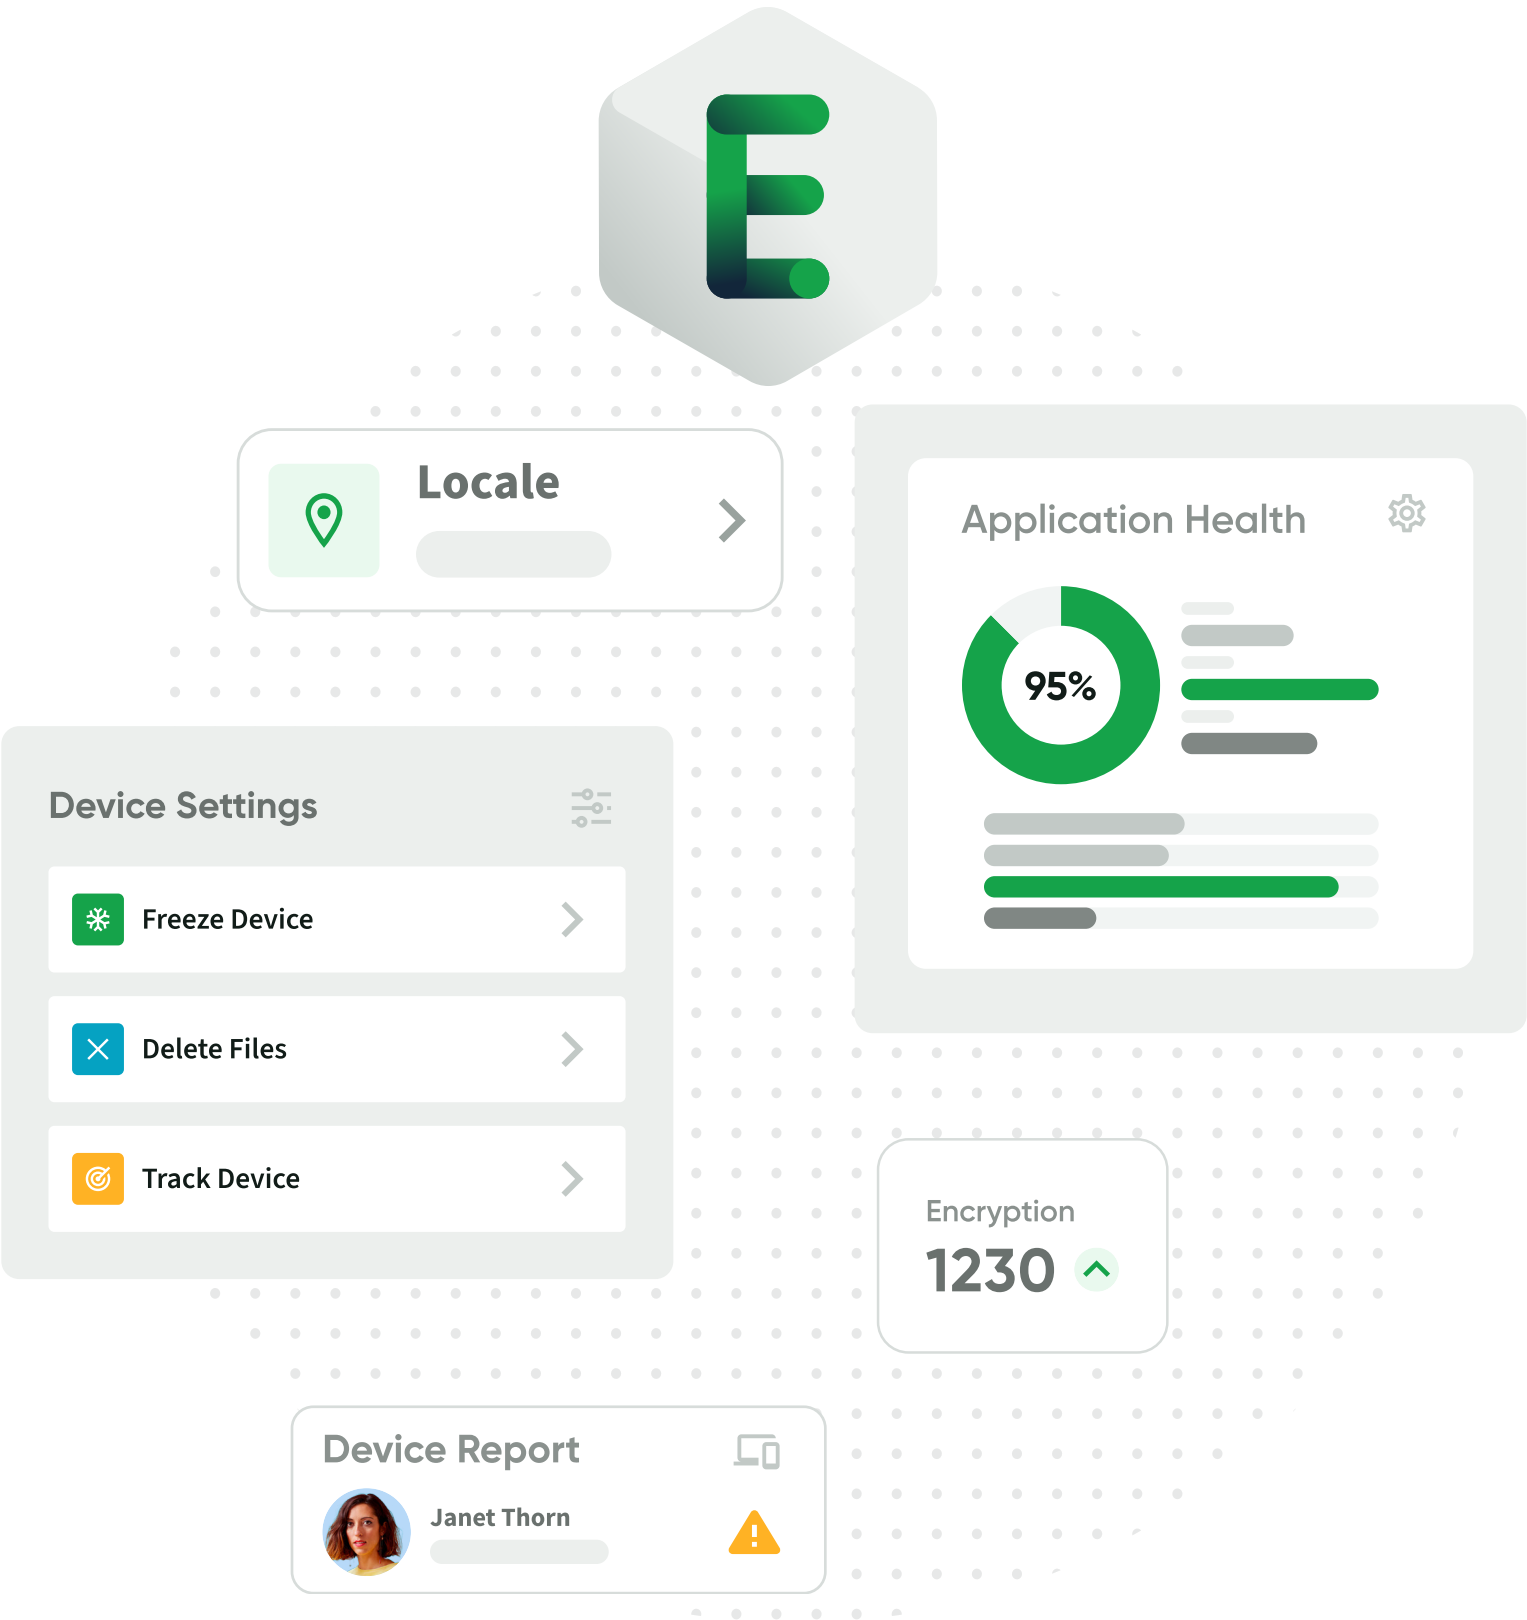 E
Locale
Application Health
95%
Device Settings
Freeze Device
Delete Files
Track Device
Encryption
1230
Device Report
Janet Thorn